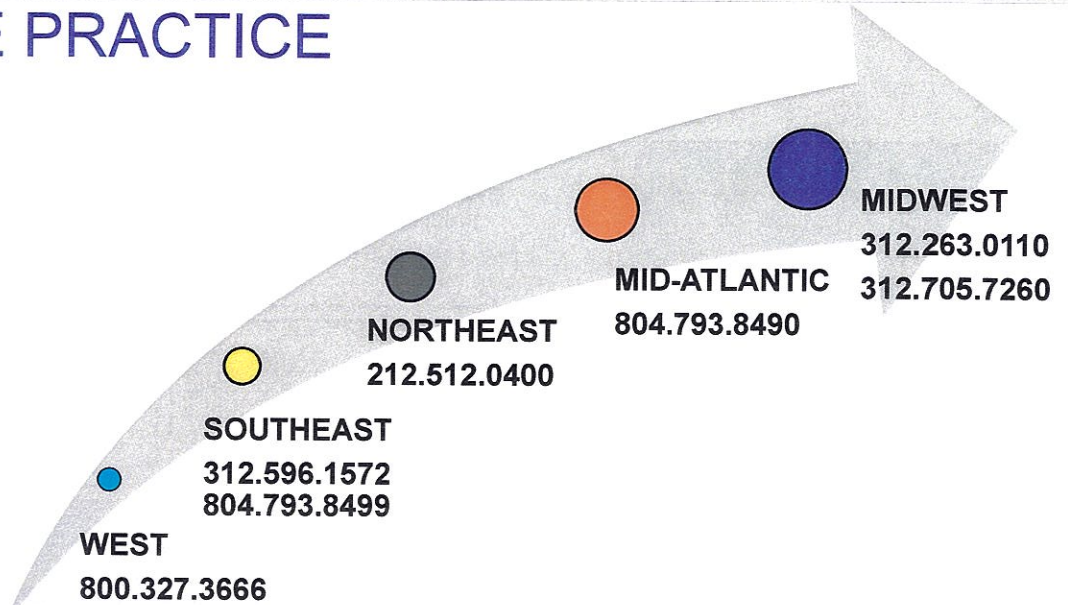 E PRACTICE
MIDWEST
312.263.0110
312.705.7260
MID-ATLANTIC
804.793.8490
NORTHEAST
212.512.0400
SOUTHEAST
312.596.1572
804.793.8499
WEST
800.327.3666